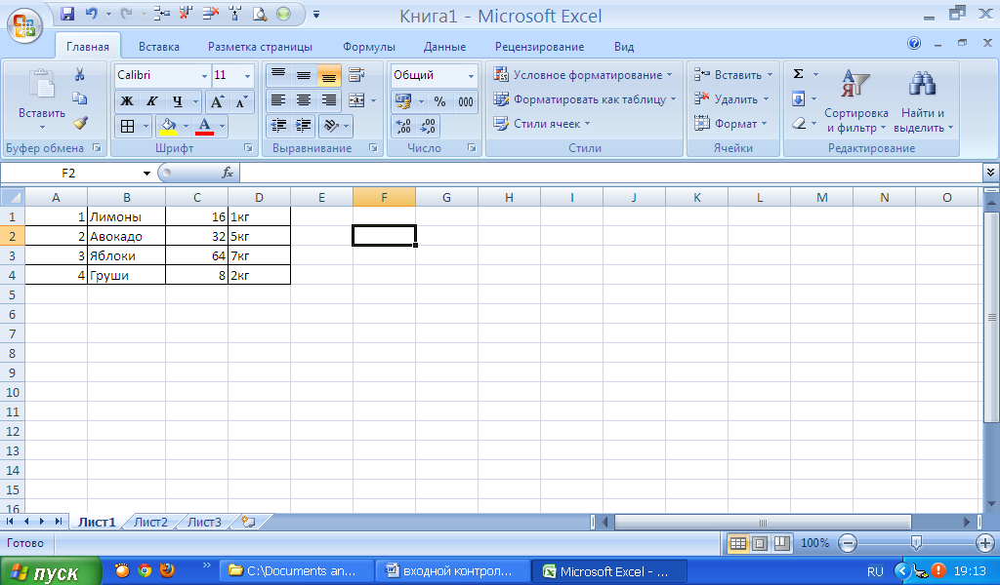 Книга1 - Microsoft Excel
Главная Вставка Разметка страницы Формулы Данные Рецензирование Вид
Calibri 11 Общий Условное форматирование Вставить Σ
Ж К Ч A A % 000 Форматировать как таблицу Удалить
Вставить Стили ячеек Формат Сортировка и фильтр Найти и выделить
Буфер обмена Шрифт Выравнивание Число Стили Ячейки Редактирование
F2 fx
A B C D E F G H I J K L M N O
1 1 Лимоны 16 1кг
2 2 Авокадо 32 5кг
3 3 Яблоки 64 7кг
4 4 Груши 8 2кг
5
6
7
8
9
10
11
12
13
14
15
16
Лист1 Лист2 Лист3
Готово 100%
пуск C:\Documents an... входной контрол... Microsoft Excel - ... RU 19:13